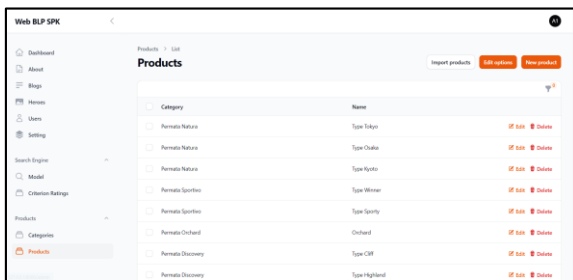 Web BLP SPK
A1
Dashboard
About
Blogs
Heroes
Users
Setting
Search Engine
Model
Criterion Ratings
Products
Categories
Products
Products > List
Products
Import products
Edit options
New product
Category Name
Permata Natura Type Tokyo Edit Delete
Permata Natura Type Osaka Edit Delete
Permata Natura Type Kyoto Edit Delete
Permata Sportivo Type Winner Edit Delete
Permata Sportivo Type Sporty Edit Delete
Permata Orchard Orchard Edit Delete
Permata Discovery Type Cliff Edit Delete
Permata Discovery Type Highland Edit Delete